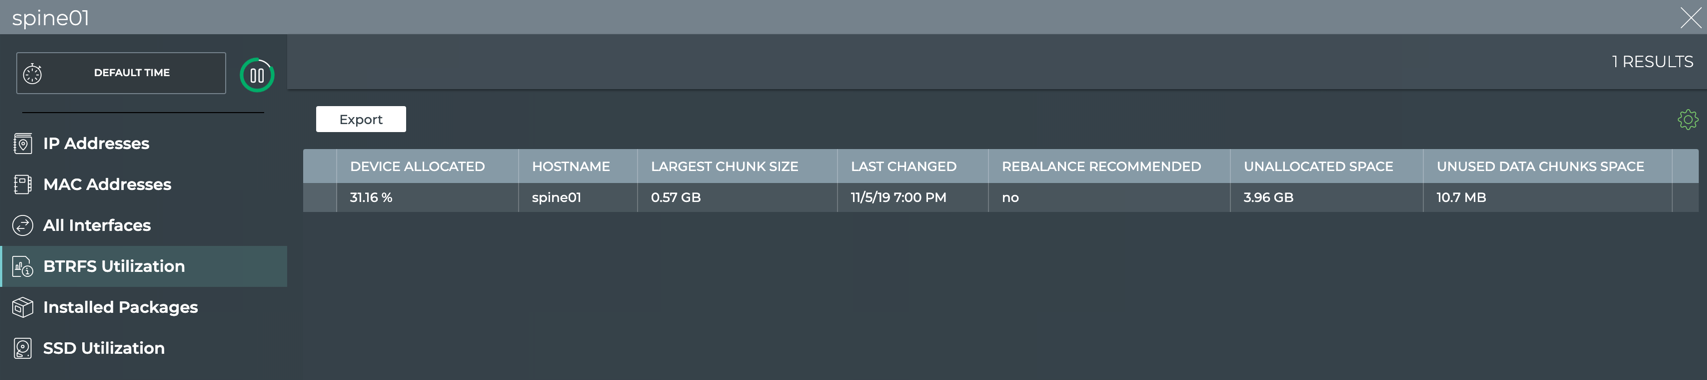 spine01
DEFAULT TIME
1 RESULTS
Export
IP Addresses
MAC Addresses
All Interfaces
BTRFS Utilization
Installed Packages
SSD Utilization
DEVICE ALLOCATED HOSTNAME LARGEST CHUNK SIZE LAST CHANGED REBALANCE RECOMMENDED UNALLOCATED SPACE UNUSED DATA CHUNKS SPACE
31.16 % spine01 0.57 GB 11/5/19 7:00 PM no 3.96 GB 10.7 MB